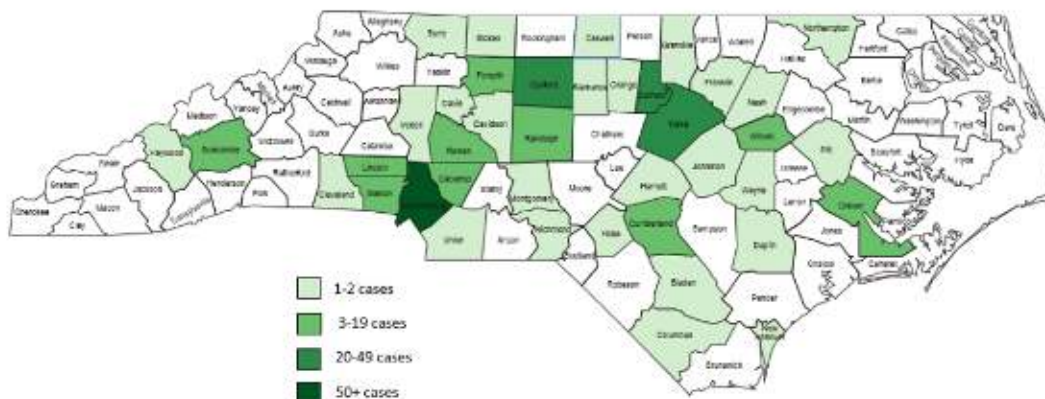 Ashe
Alleghany
Surry
Stokes
Rockingham
Caswell
Person
Granville
Vance
Warren
Northampton
Gates
Hertford
Halifax
Bertie
Watauga
Wilkes
Yadkin
Forsyth
Guilford
Alamance
Orange
Franklin
Nash
Edgecombe
Martin
Washington
Tyrrell
Dare
Madison
Yancey
Avery
Caldwell
Alexander
Iredell
Davie
Davidson
Randolph
Chatham
Wake
Wilson
Pitt
Beaufort
Hyde
Haywood
Buncombe
McDowell
Burke
Catawba
Rowan
Lee
Johnston
Greene
Swain
Graham
Jackson
Henderson
Rutherford
Polk
Lincoln
Cleveland
Gaston
Cabarrus
Stanly
Montgomery
Moore
Harnett
Wayne
Lenoir
Craven
Pamlico
Cherokee
Macon
Clay
Transylvania
Union
Anson
Richmond
Hoke
Cumberland
Sampson
Duplin
Jones
Carteret
Scotland
Robeson
Bladen
Pender
Onslow
Columbus
New Hanover
Brunswick
1-2 cases
3-19 cases
20-49 cases
50+ cases